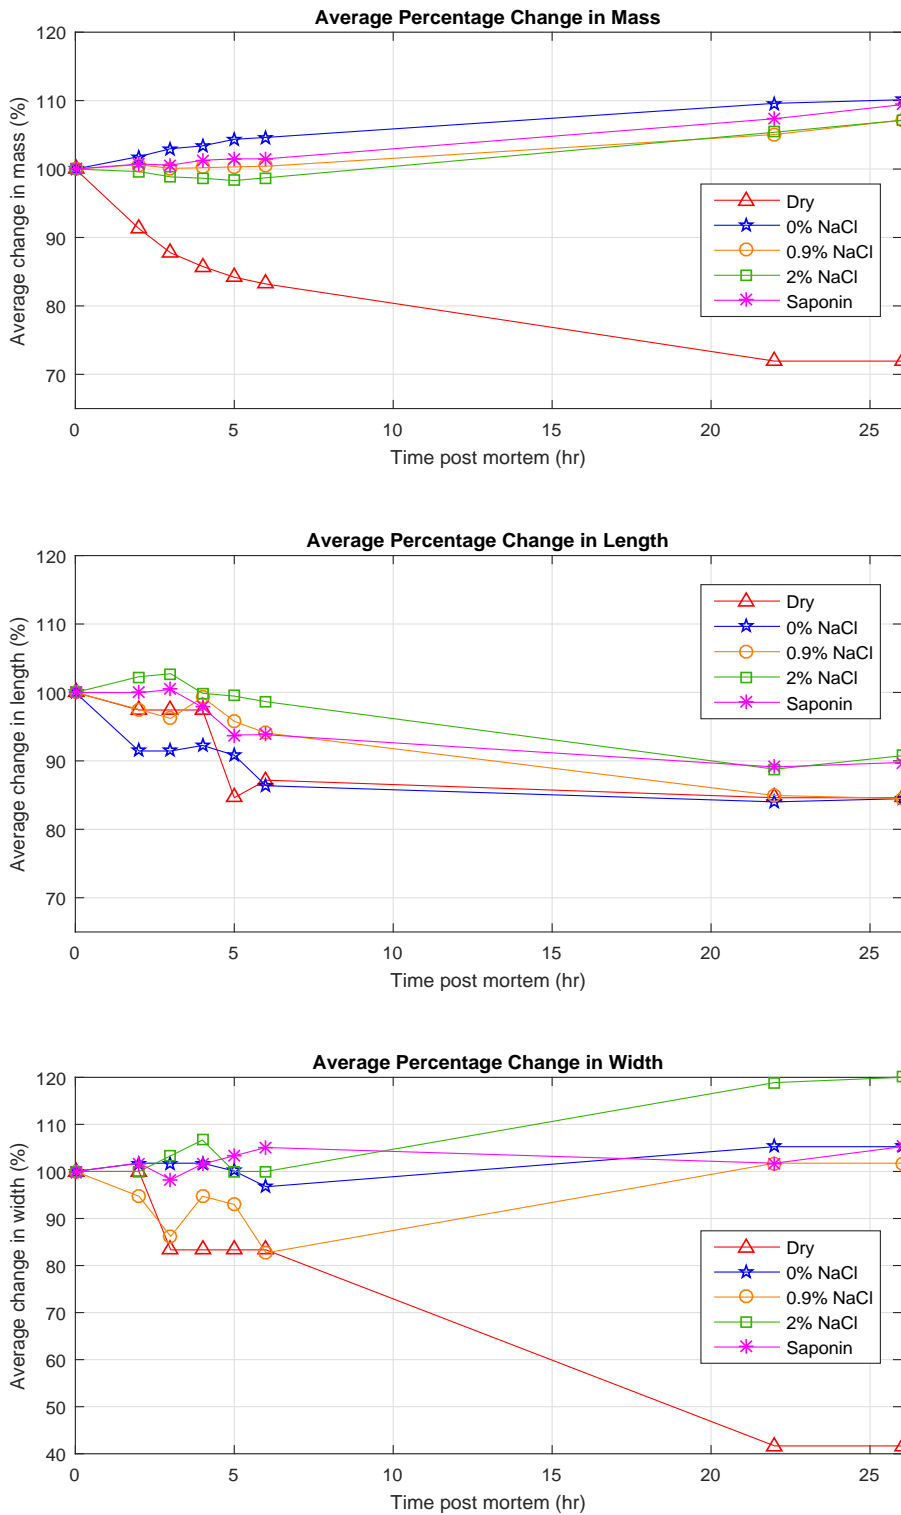 Average Percentage Change in Mass
120
110
100
90
80
70
Average change in mass (%)
Dry
0% NaCl
0.9% NaCl
2% NaCl
Saponin
0 5 10 15 20 25
Time post mortem (hr)
Average Percentage Change in Length
120
110
100
90
80
70
Average change in length (%)
Dry
0% NaCl
0.9% NaCl
2% NaCl
Saponin
0 5 10 15 20 25
Time post mortem (hr)
Average Percentage Change in Width
120
110
100
90
80
70
60
50
40
Average change in width (%)
Dry
0% NaCl
0.9% NaCl
2% NaCl
Saponin
0 5 10 15 20 25
Time post mortem (hr)